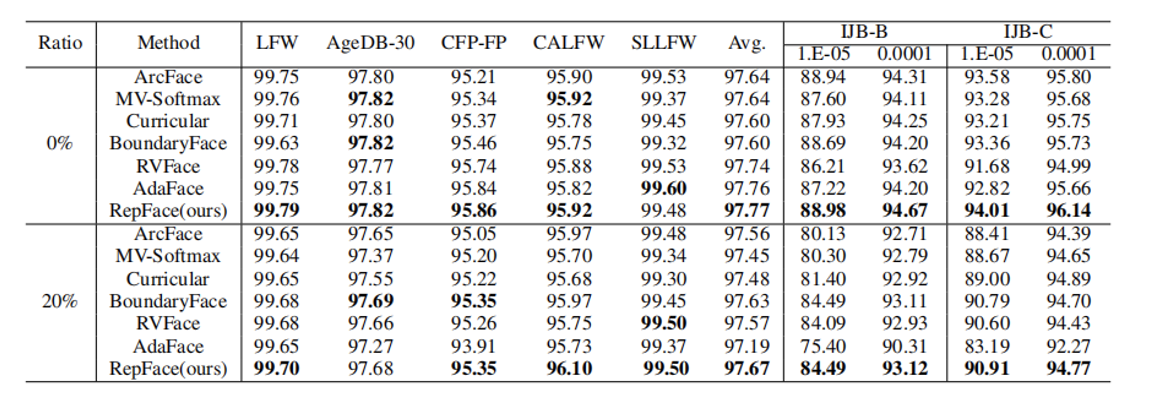 Ratio Method LFW AgeDB-30 CFP-FP CALFW SLLFW Avg. IJB-B IJB-C
1.E-05 0.0001 1.E-05 0.0001
0% ArcFace 99.75 97.80 95.21 95.90 99.53 97.64 88.94 94.31 93.58 95.80
MV-Softmax 99.76 97.82 95.34 95.92 99.37 97.64 87.60 94.11 93.28 95.68
Curricular 99.71 97.80 95.37 95.78 99.45 97.60 87.93 94.25 93.21 95.75
BoundaryFace 99.63 97.82 95.46 95.75 99.32 97.60 88.69 94.20 93.36 95.73
RVFace 99.78 97.77 95.74 95.88 99.53 97.74 86.21 93.62 91.68 94.99
AdaFace 99.75 97.81 95.84 95.82 99.60 97.76 87.22 94.20 92.82 95.66
RepFace(ours) 99.79 97.82 95.86 95.92 99.48 97.77 88.98 94.67 94.01 96.14
20% ArcFace 99.65 97.65 95.05 95.97 99.48 97.56 80.13 92.71 88.41 94.39
MV-Softmax 99.64 97.37 95.20 95.70 99.34 97.45 80.30 92.79 88.67 94.65
Curricular 99.65 97.55 95.22 95.68 99.30 97.48 81.40 92.92 89.00 94.89
BoundaryFace 99.68 97.69 95.35 95.97 99.45 97.63 84.49 93.11 90.79 94.70
RVFace 99.68 97.66 95.26 95.75 99.50 97.57 84.09 92.93 90.60 94.43
AdaFace 99.65 97.27 93.91 95.73 99.37 97.19 75.40 90.31 83.19 92.27
RepFace(ours) 99.70 97.68 95.35 96.10 99.50 97.67 84.49 93.12 90.91 94.77